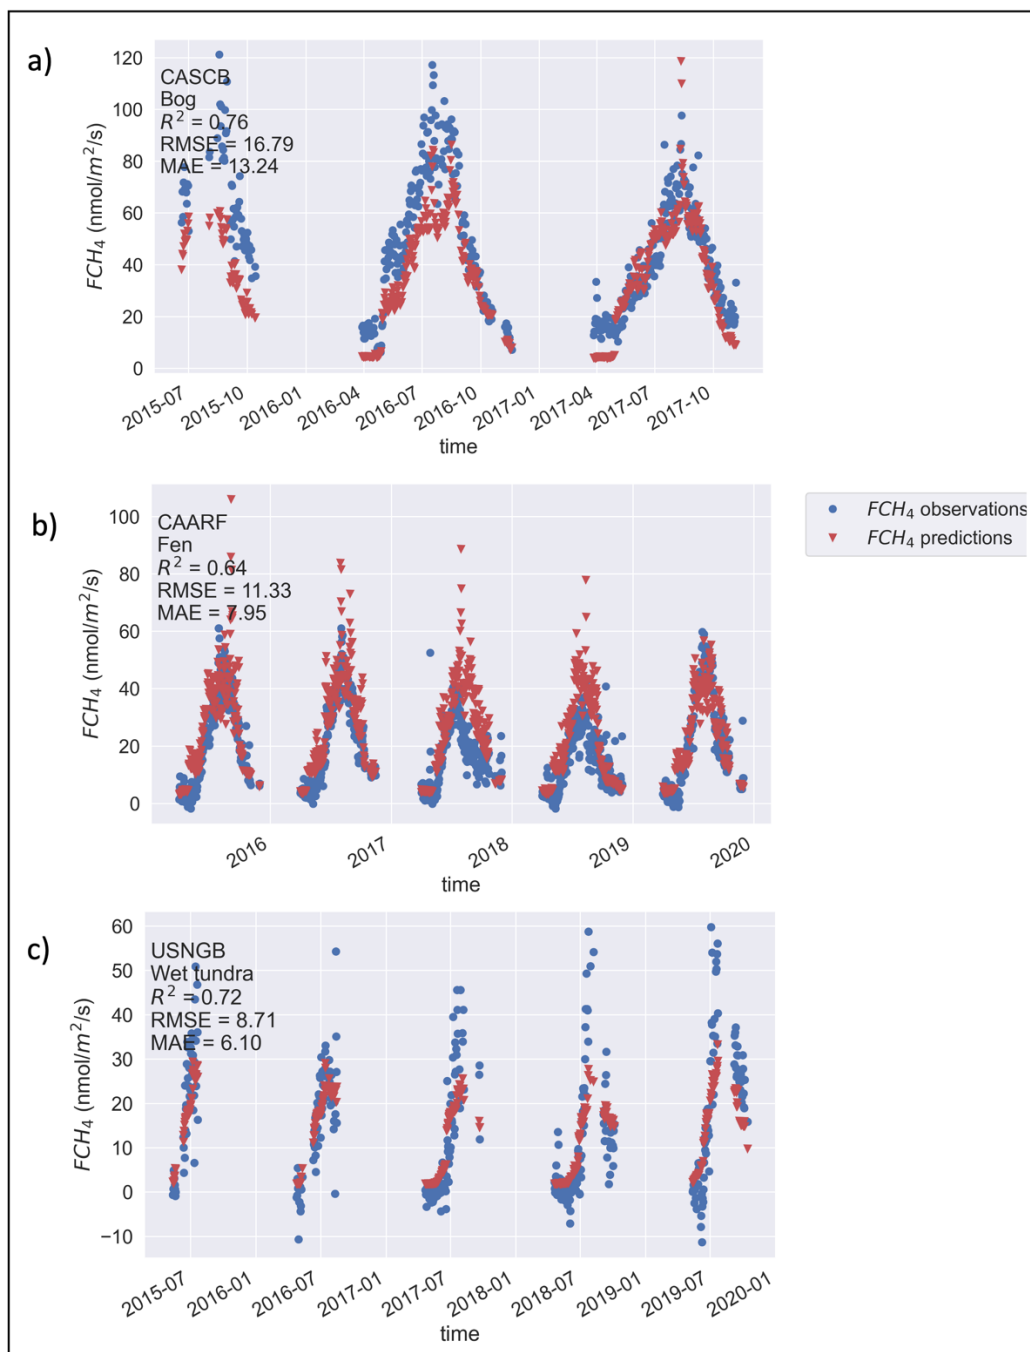 a)
120
100
80
60
40
20
0
FCH₄ (nmol/m²/s)
CASCB
Bog
R² = 0.76
RMSE = 16.79
MAE = 13.24
2015-07
2015-10
2016-01
2016-04
2016-07
2016-10
2017-01
2017-04
2017-07
2017-10
time
b)
100
80
60
40
20
0
FCH₄ (nmol/m²/s)
CAARF
Fen
R² = 0.64
RMSE = 11.33
MAE = 7.95
2016
2017
2018
2019
2020
time
FCH₄ observations
FCH₄ predictions
c)
60
50
40
30
20
10
0
−10
FCH₄ (nmol/m²/s)
USNGB
Wet tundra
R² = 0.72
RMSE = 8.71
MAE = 6.10
2015-07
2016-01
2016-07
2017-01
2017-07
2018-01
2018-07
2019-01
2019-07
2020-01
time